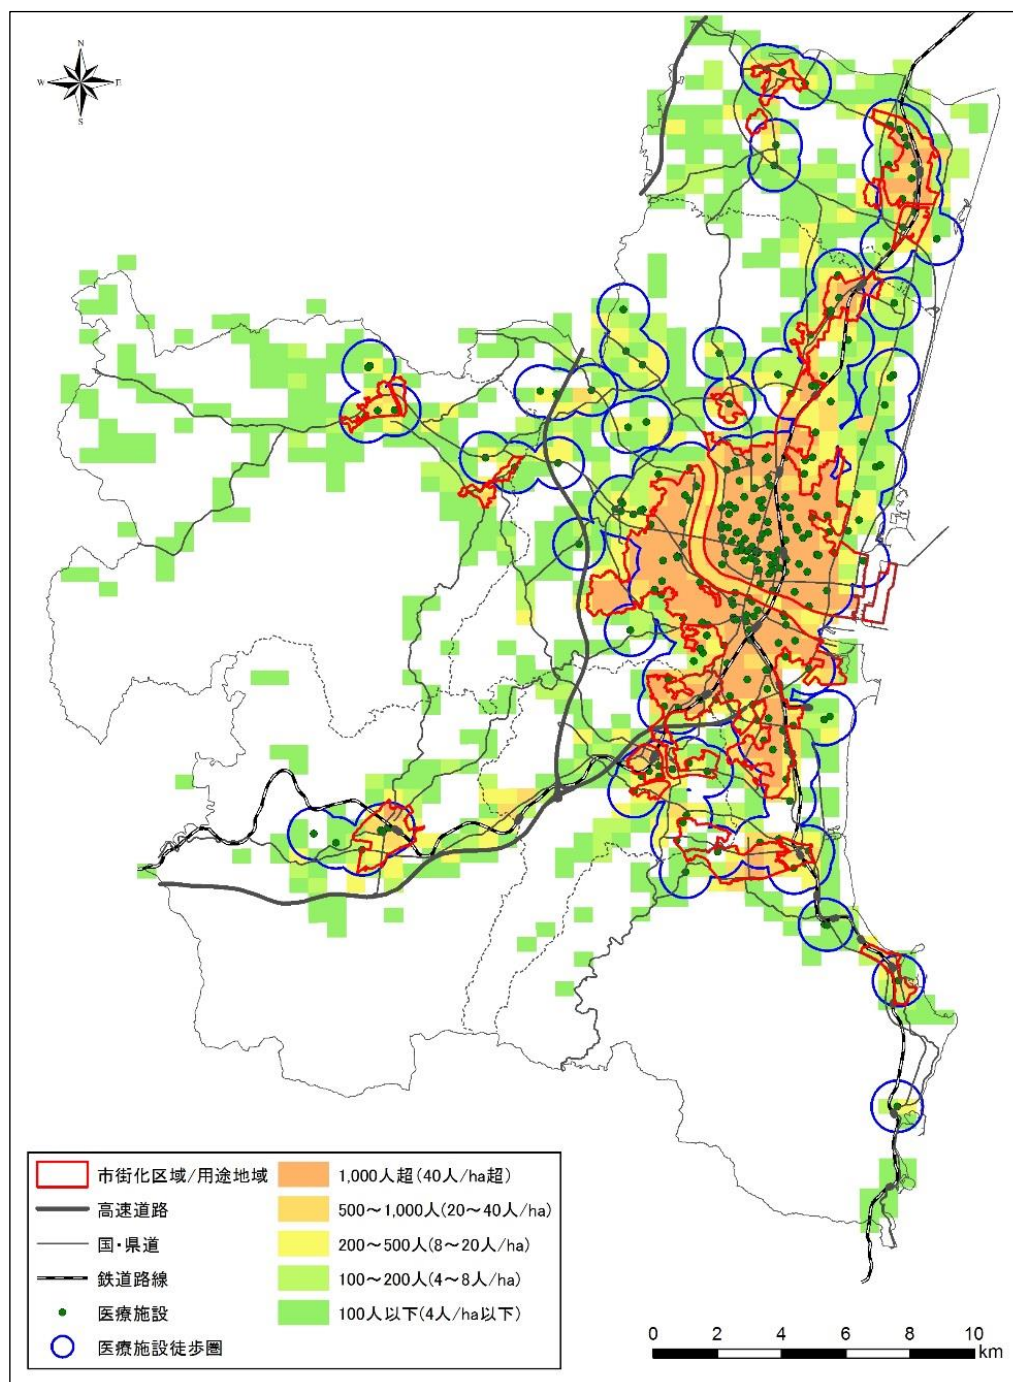 N
W
S
市街化区域/用途地域
高速道路
国・県道
鉄道路線
医療施設
医療施設徒歩圏
1,000人超(40人/ha超)
500～1,000人(20～40人/ha)
200～500人(8～20人/ha)
100～200人(4～8人/ha)
100人以下(4人/ha以下)
0 2 4 6 8 10
km